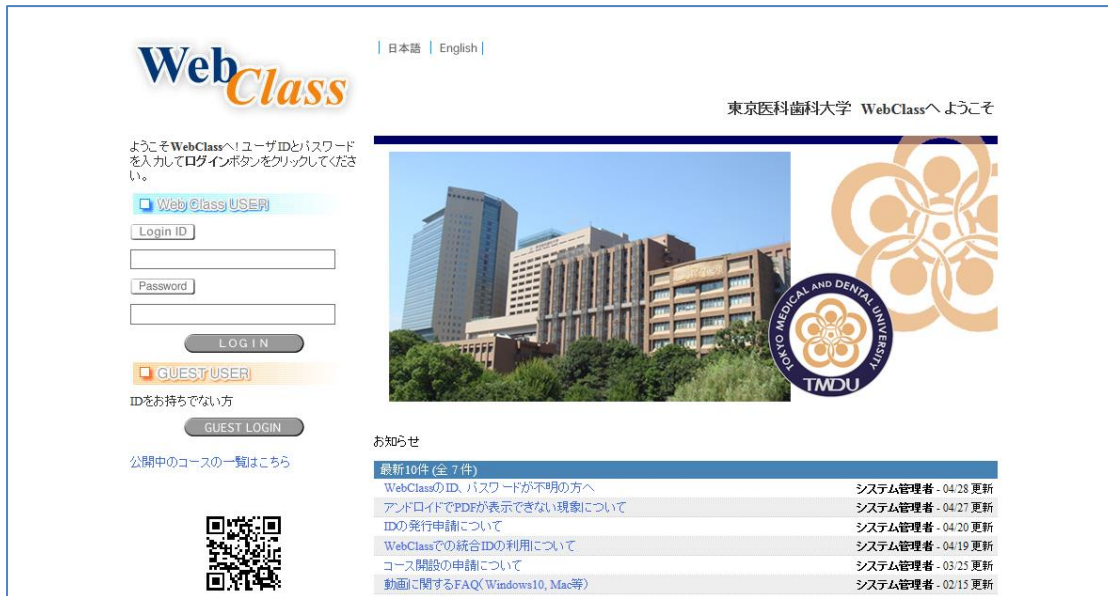 WebClass
日本語
English
東京医科歯科大学 WebClassへ ようこそ
ようこそWebClassへ! ユーザIDとパスワード
を入力してログインボタンをクリックしてくださ
い。
Web Class USER
Login ID
Password
LOGIN
GUEST USER
IDをお持ちでない方
GUEST LOGIN
公開中のコースの一覧はこちら
TOKYO MEDICAL AND DENTAL UNIVERSITY
TMDU
お知らせ
最新10件 (全 7 件)
WebClassのID、パスワードが不明の方へ システム管理者 - 04/28 更新
アンドロイドでPDFが表示できない現象について システム管理者 - 04/27 更新
IDの発行申請について システム管理者 - 04/20 更新
WebClassでの統合IDの利用について システム管理者 - 04/19 更新
コース開設の申請について システム管理者 - 03/25 更新
動画に関するFAQ(Windows10, Mac等) システム管理者 - 02/15 更新